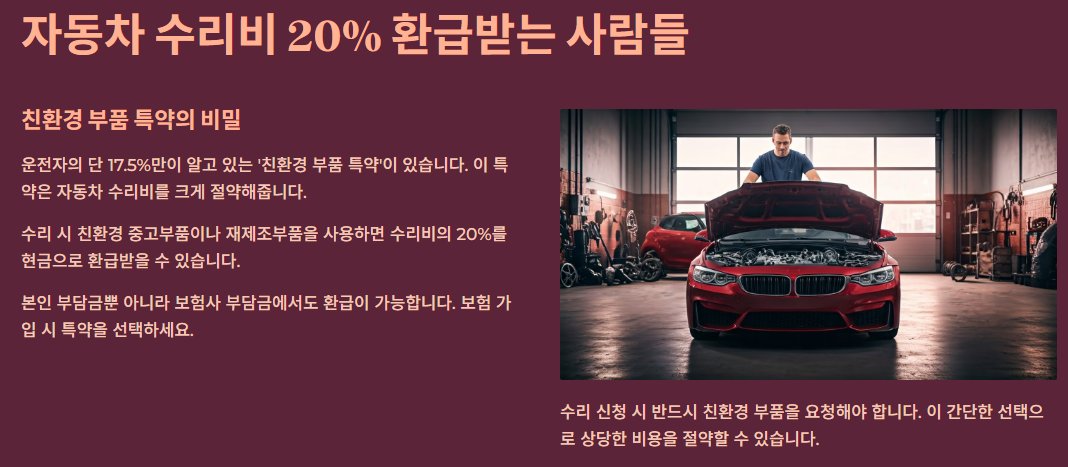 자동차 수리비 20% 환급받는 사람들
친환경 부품 특약의 비밀
운전자의 단 17.5%만이 알고 있는 '친환경 부품 특약'이 있습니다. 이 특
약은 자동차 수리비를 크게 절약해줍니다.
수리 시 친환경 중고부품이나 재제조부품을 사용하면 수리비의 20%를
현금으로 환급받을 수 있습니다.
본인 부담금뿐 아니라 보험사 부담금에서도 환급이 가능합니다. 보험 가
입 시 특약을 선택하세요.
수리 신청 시 반드시 친환경 부품을 요청해야 합니다. 이 간단한 선택으
로 상당한 비용을 절약할 수 있습니다.